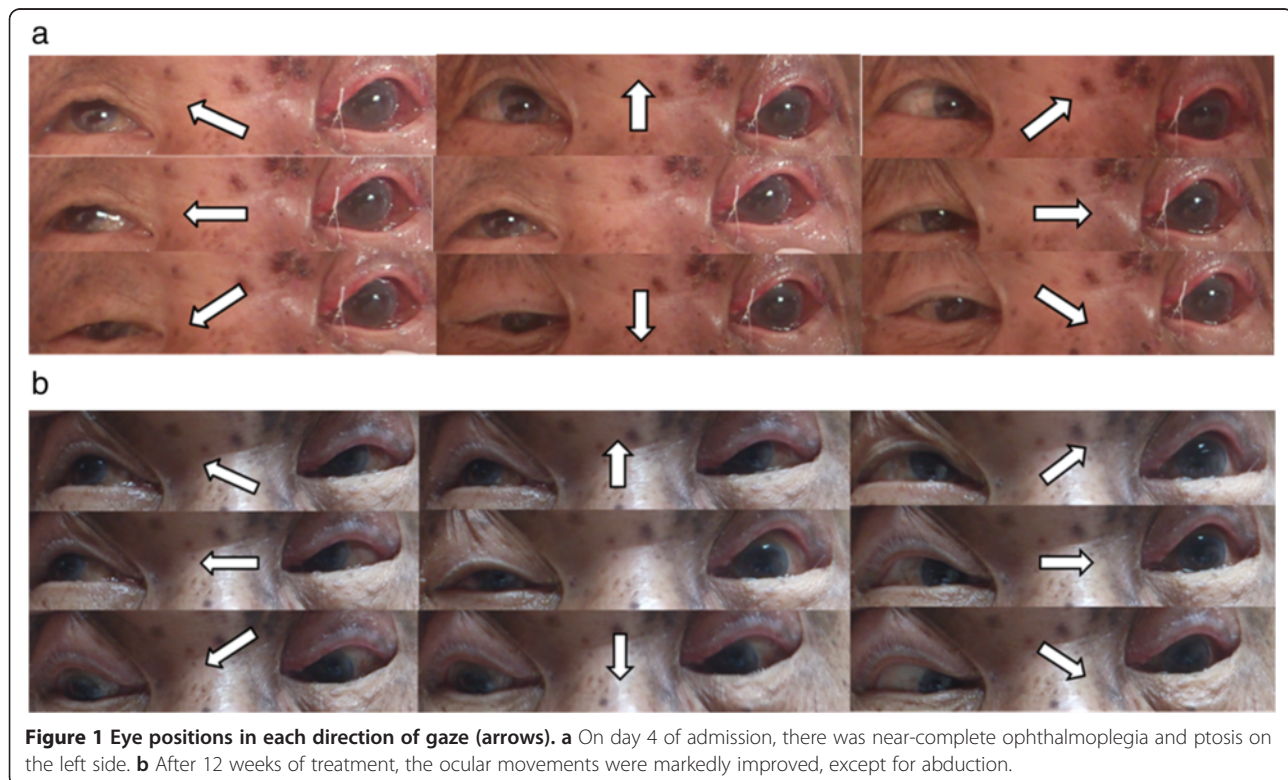 a
b
Figure 1 Eye positions in each direction of gaze (arrows). a On day 4 of admission, there was near-complete ophthalmoplegia and ptosis on
the left side. b After 12 weeks of treatment, the ocular movements were markedly improved, except for abduction.